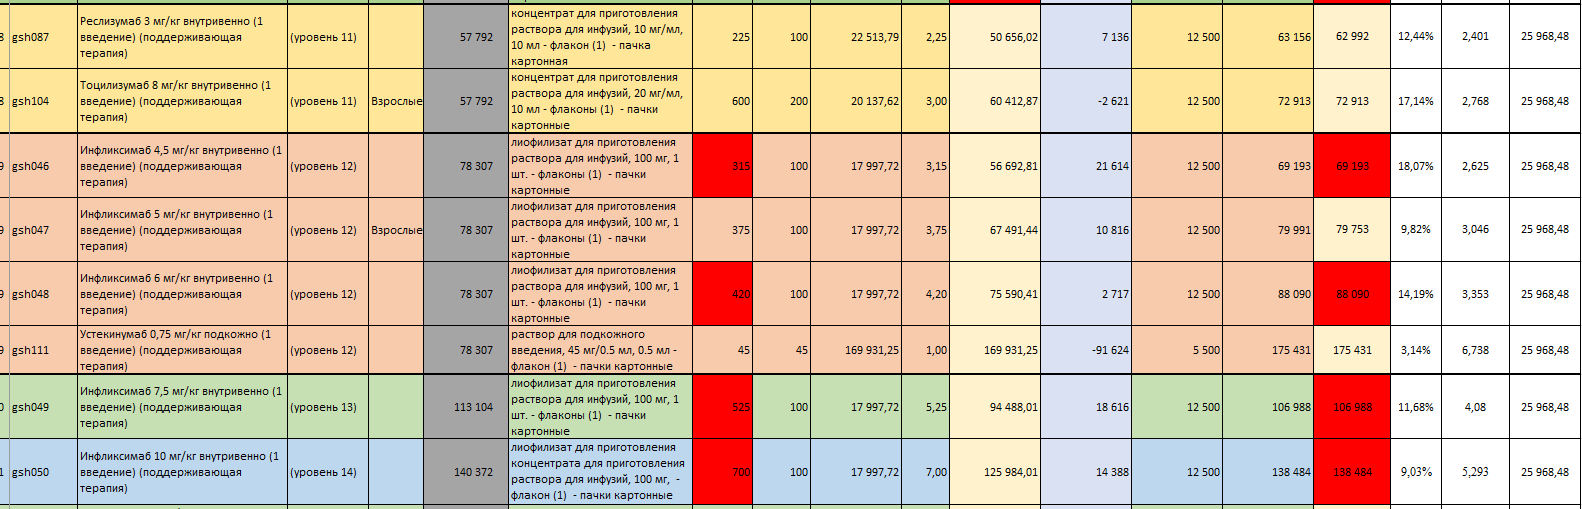 8 gsh087 Реслизумаб 3 мг/кг внутривенно (1 введение) (поддерживающая терапия) (уровень 11) 57 792 концентрат для приготовления раствора для инфузий, 10 мг/мл, 10 мл - флакон (1) - пачка картонная 225 100 22 513,79 2,25 50 656,02 7 136 12 500 63 156 62 992 12,44% 2,401 25 968,48
8 gsh104 Тоцилизумаб 8 мг/кг внутривенно (1 введение) (поддерживающая терапия) (уровень 11) Взрослые 57 792 концентрат для приготовления раствора для инфузий, 20 мг/мл, 10 мл - флаконы (1) - пачки картонные 600 200 20 137,62 3,00 60 412,87 -2 621 12 500 72 913 72 913 17,14% 2,768 25 968,48
9 gsh046 Инфликсимаб 4,5 мг/кг внутривенно (1 введение) (поддерживающая терапия) (уровень 12) 78 307 лиофилизат для приготовления раствора для инфузий, 100 мг, 1 шт. - флаконы (1) - пачки картонные 315 100 17 997,72 3,15 56 692,81 21 614 12 500 69 193 69 193 18,07% 2,625 25 968,48
9 gsh047 Инфликсимаб 5 мг/кг внутривенно (1 введение) (поддерживающая терапия) (уровень 12) Взрослые 78 307 лиофилизат для приготовления раствора для инфузий, 100 мг, 1 шт. - флаконы (1) - пачки картонные 375 100 17 997,72 3,75 67 491,44 10 816 12 500 79 991 79 753 9,82% 3,046 25 968,48
9 gsh048 Инфликсимаб 6 мг/кг внутривенно (1 введение) (поддерживающая терапия) (уровень 12) 78 307 лиофилизат для приготовления раствора для инфузий, 100 мг, 1 шт. - флаконы (1) - пачки картонные 420 100 17 997,72 4,20 75 590,41 2 717 12 500 88 090 88 090 14,19% 3,353 25 968,48
9 gsh111 Устекинумаб 0,75 мг/кг подкожно (1 введение) (поддерживающая терапия) (уровень 12) 78 307 раствор для подкожного введения, 45 мг/0.5 мл, 0.5 мл - флакон (1) - пачки картонные 45 45 169 931,25 1,00 169 931,25 -91 624 5 500 175 431 175 431 3,14% 6,738 25 968,48
0 gsh049 Инфликсимаб 7,5 мг/кг внутривенно (1 введение) (поддерживающая терапия) (уровень 13) 113 104 лиофилизат для приготовления раствора для инфузий, 100 мг, 1 шт. - флаконы (1) - пачки картонные 525 100 17 997,72 5,25 94 488,01 18 616 12 500 106 988 106 988 11,68% 4,08 25 968,48
1 gsh050 Инфликсимаб 10 мг/кг внутривенно (1 введение) (поддерживающая терапия) (уровень 14) 140 372 лиофилизат для приготовления концентрата для приготовления раствора для инфузий, 100 мг, - флакон (1) - пачки картонные 700 100 17 997,72 7,00 125 984,01 14 388 12 500 138 484 138 484 9,03% 5,293 25 968,48